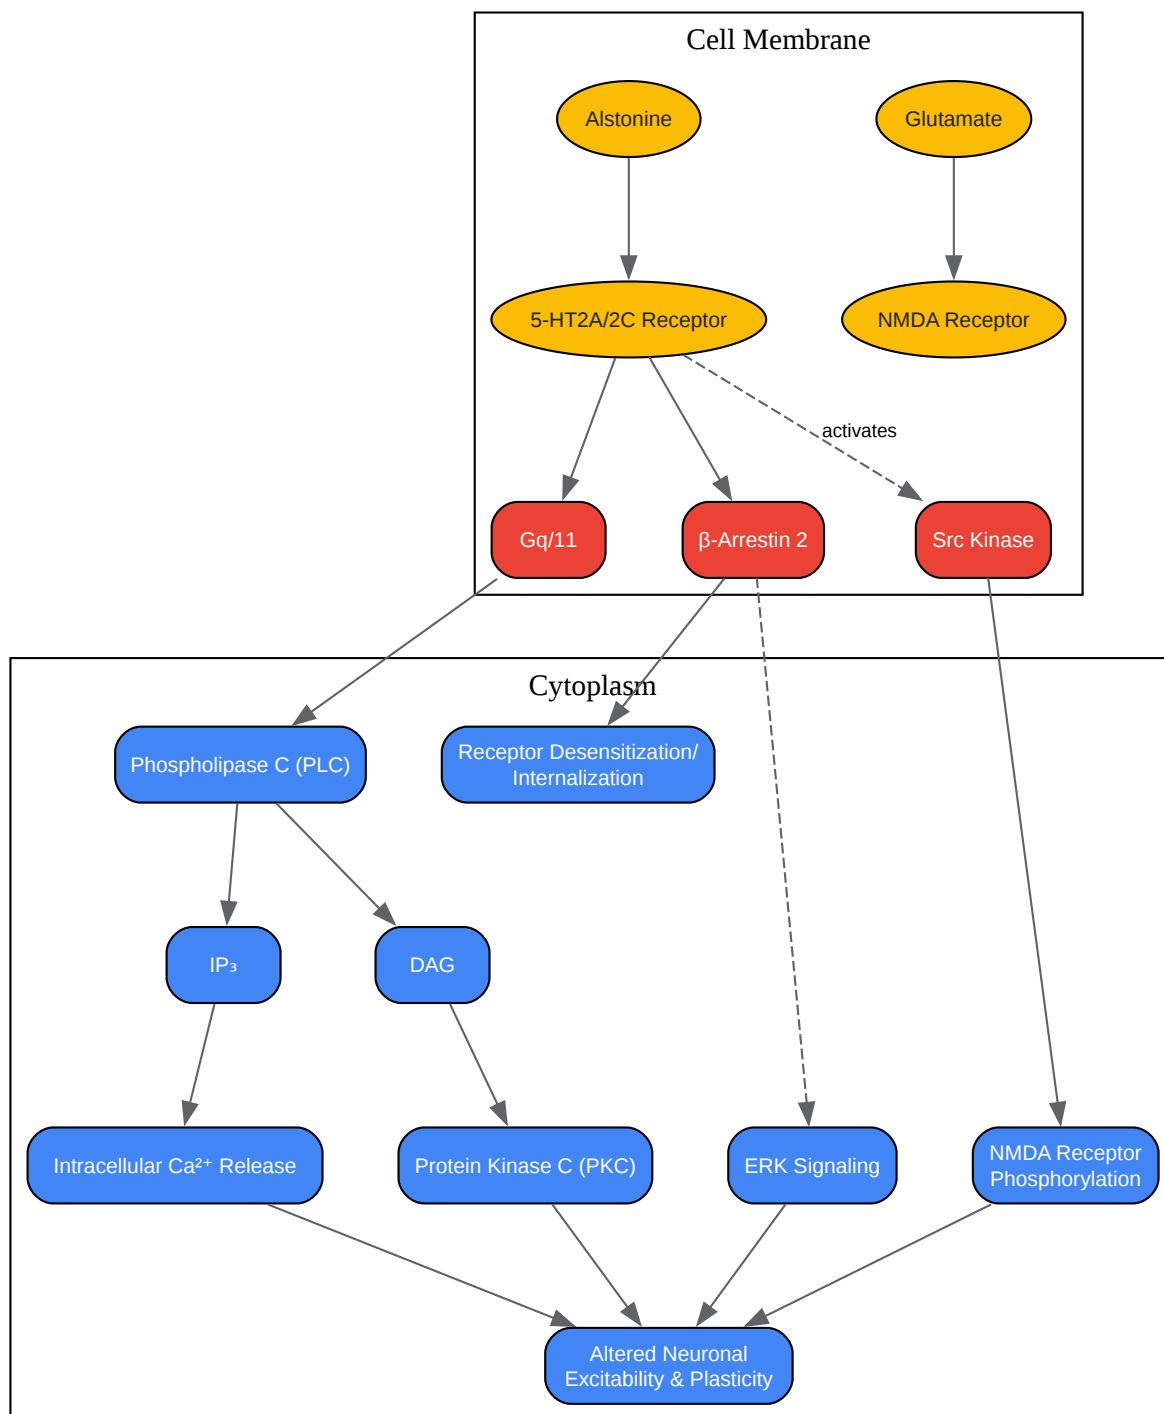 Cell Membrane
Alstonine
Glutamate
5-HT2A/2C Receptor
NMDA Receptor
activates
Gq/11
β-Arrestin 2
Src Kinase
Cytoplasm
Phospholipase C (PLC)
Receptor Desensitization/
Internalization
IP₃
DAG
Intracellular Ca²⁺ Release
Protein Kinase C (PKC)
ERK Signaling
NMDA Receptor
Phosphorylation
Altered Neuronal
Excitability & Plasticity